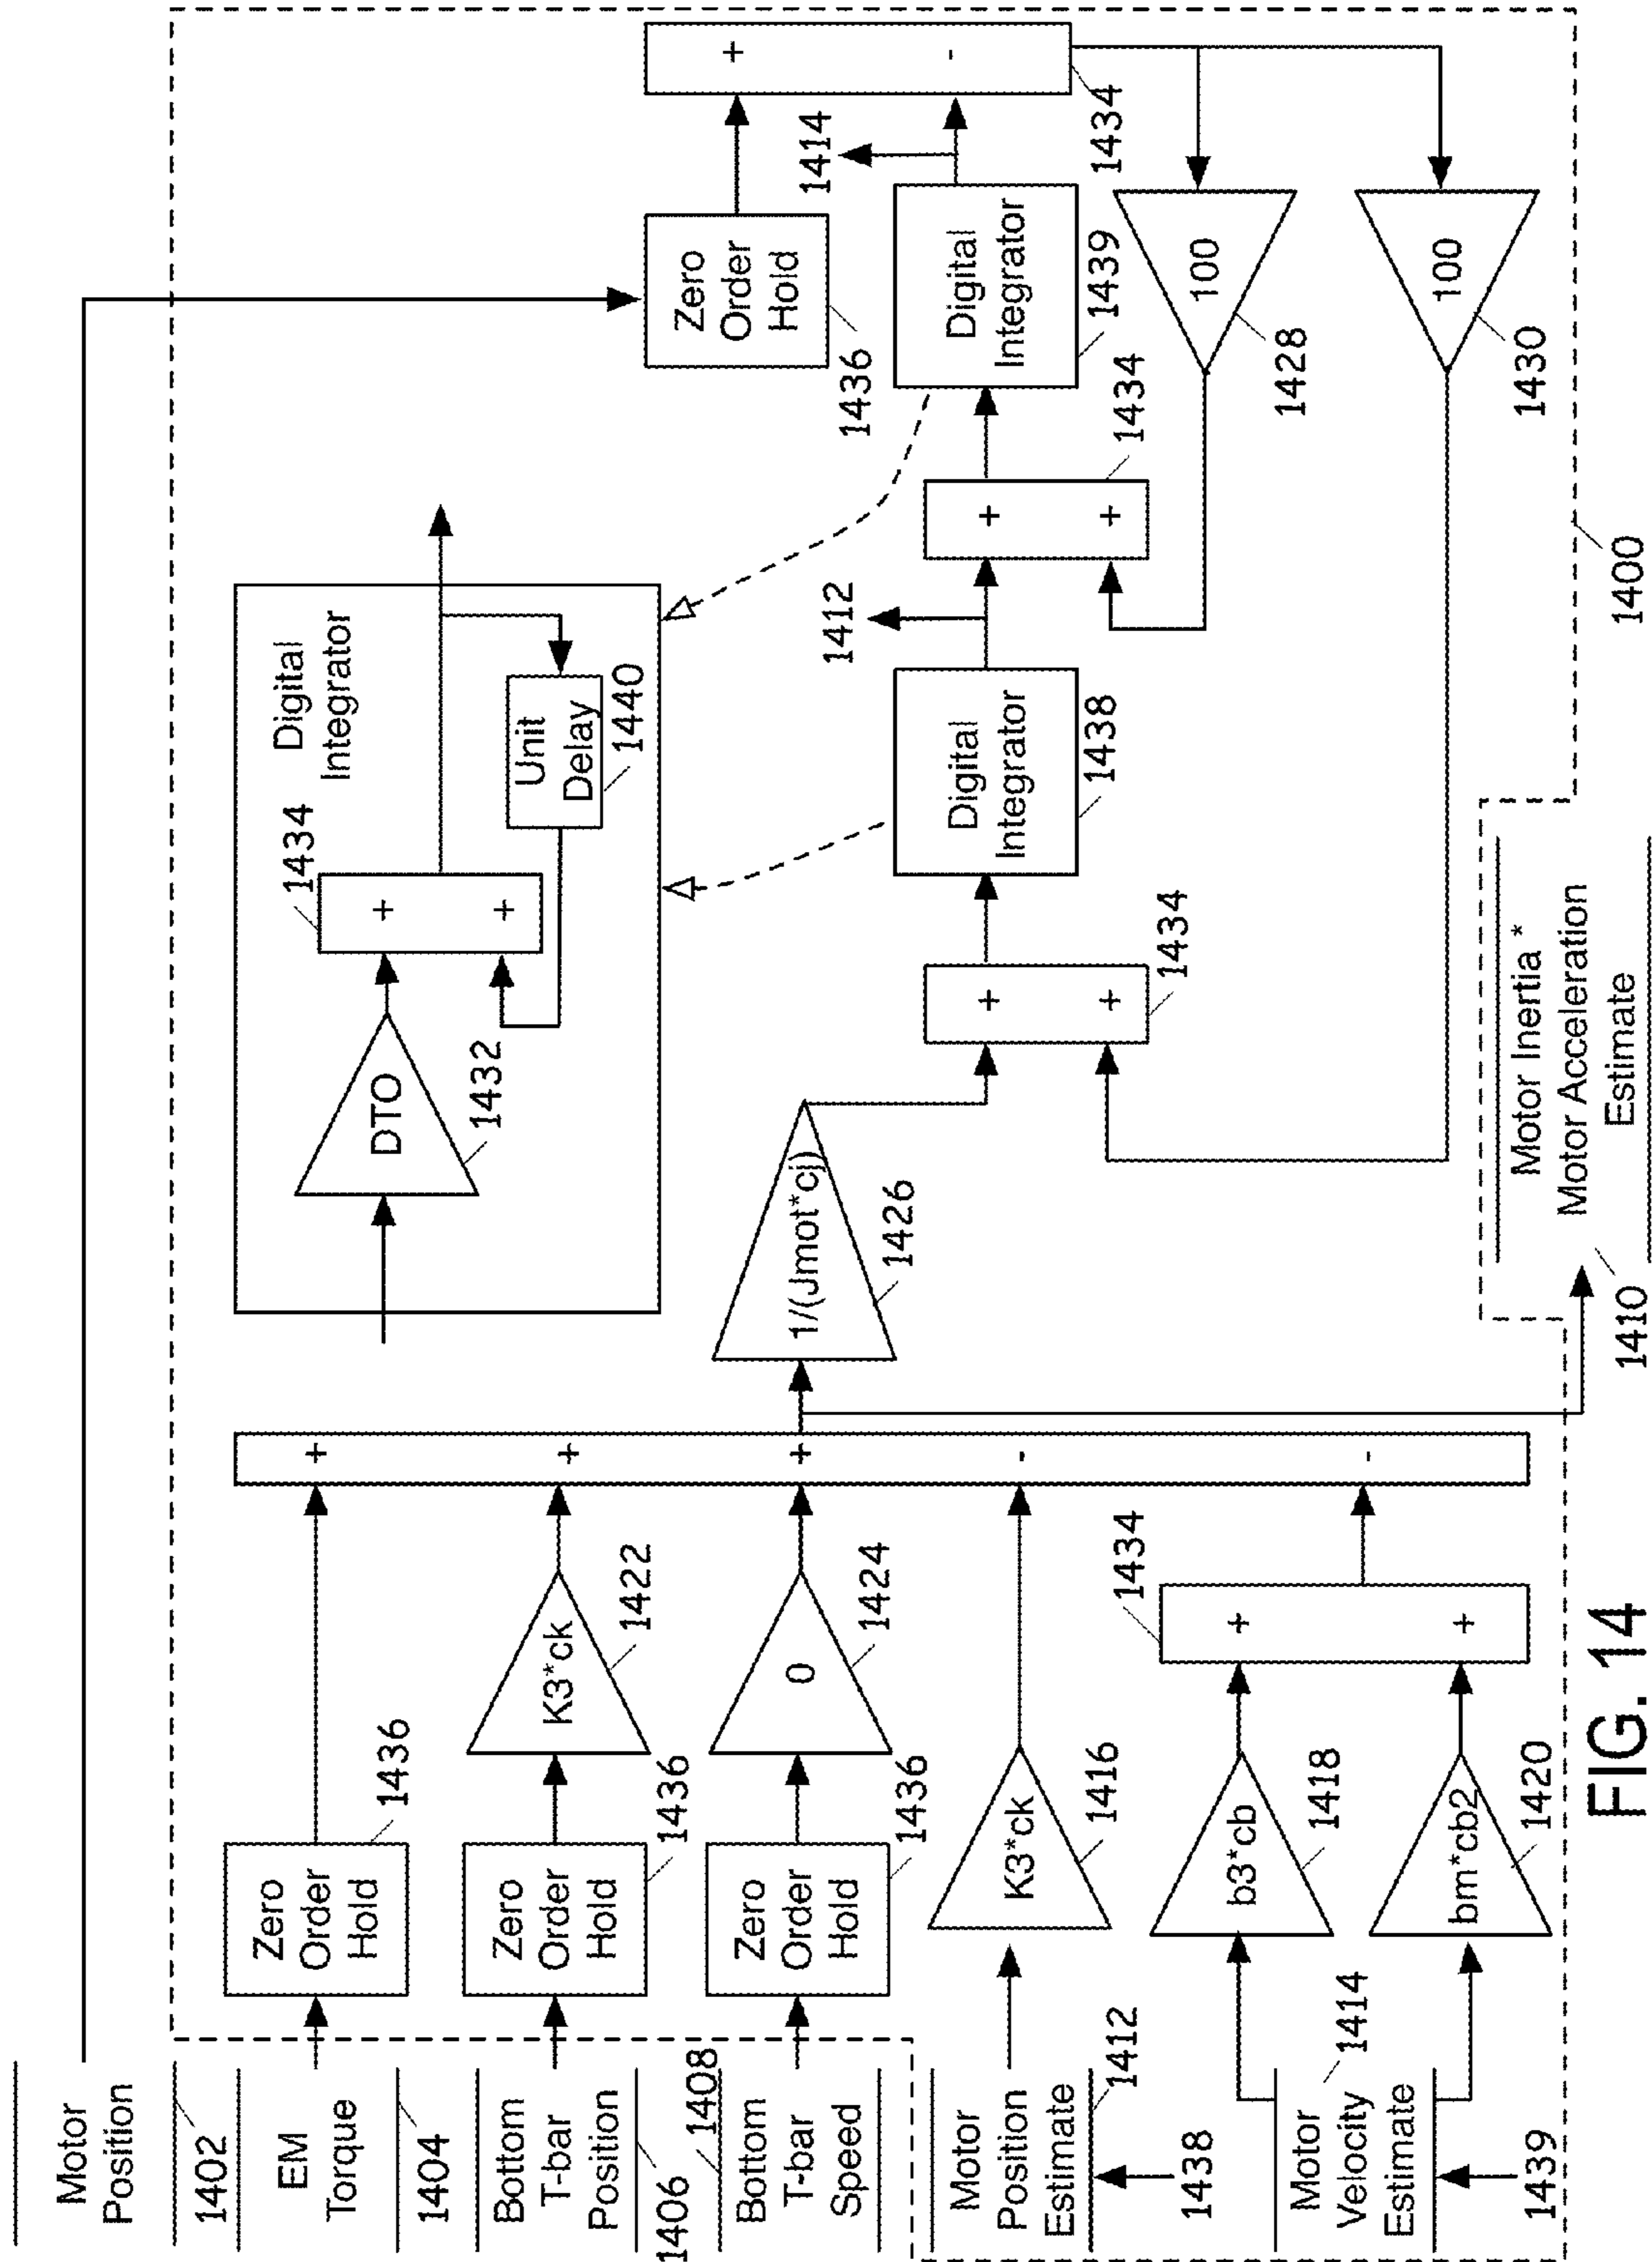 Motor
Position
1402
EM
Torque
1404
Bottom
T-bar
Position
1406
1408
Bottom
T-bar
Speed
Motor
Position
Estimate
1412
1438
Motor
Velocity
Estimate
1414
1439
Zero
Order
Hold
1436
Zero
Order
Hold
1436
Zero
Order
Hold
1436
K3*ck
1422
0
1424
K3*ck
1416
b3*cb
1418
bm*cb2
1420
+
+
1434
+
+
+
-
-
1/(Jmot*cj)
1426
Motor Inertia *
Motor Acceleration
Estimate
1410
DTO
1432
+
+
1434
Digital
Integrator
Unit
Delay
1440
+
+
1434
Digital
Integrator
1438
1412
+
+
1434
Digital
Integrator
1439
1414
Zero
Order
Hold
1436
+
-
1434
100
1428
100
1430
1400
FIG. 14